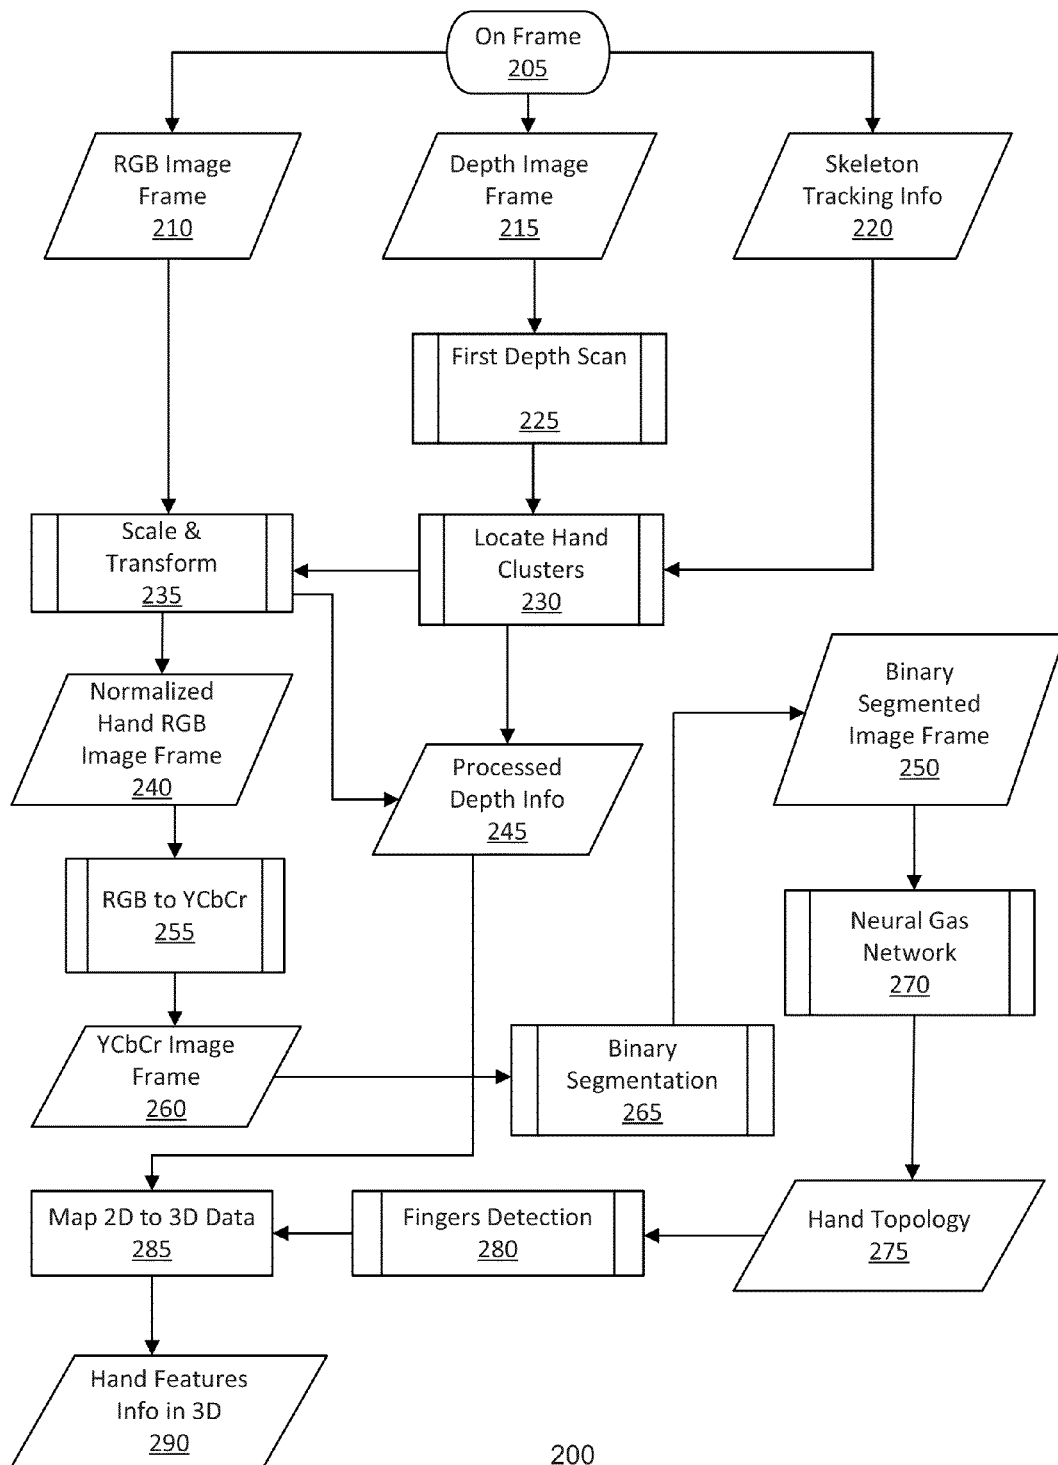 On Frame
205
RGB Image
Frame
210
Depth Image
Frame
215
Skeleton
Tracking Info
220
First Depth Scan
225
Scale &
Transform
235
Locate Hand
Clusters
230
Normalized
Hand RGB
Image Frame
240
Processed
Depth Info
245
Binary
Segmented
Image Frame
250
RGB to YCbCr
255
Neural Gas
Network
270
YCbCr Image
Frame
260
Binary
Segmentation
265
Map 2D to 3D Data
285
Fingers Detection
280
Hand Topology
275
Hand Features
Info in 3D
290
200